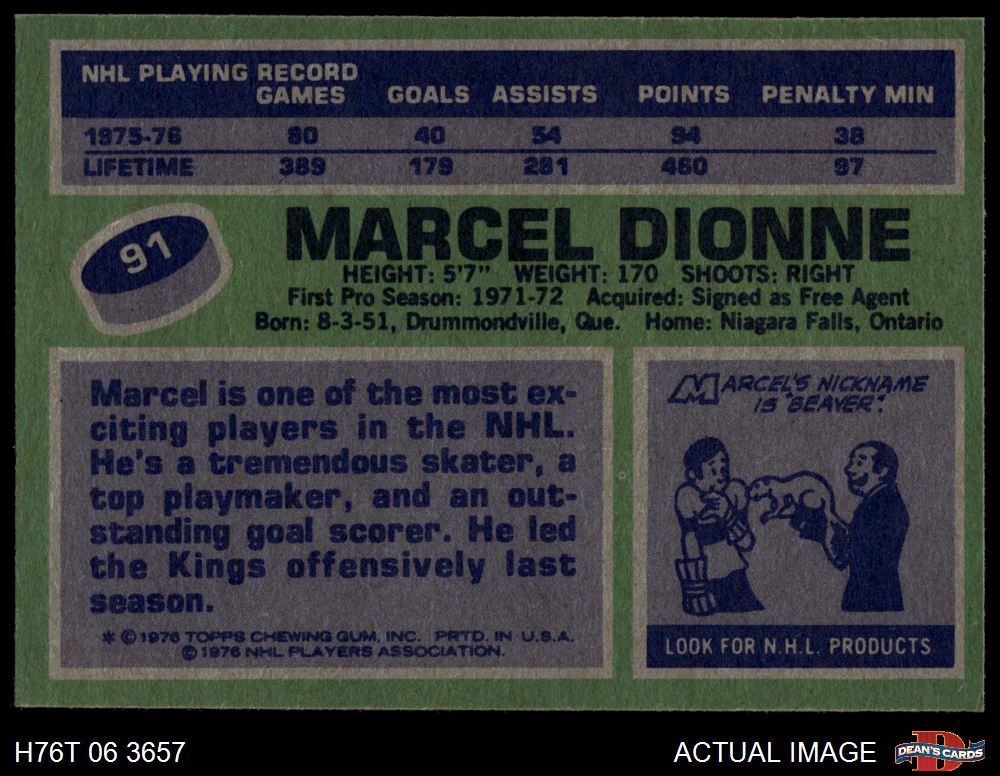 NHL PLAYING RECORD
GAMES GOALS ASSISTS POINTS PENALTY MIN
1975-76 80 40 54 94 38
LIFETIME 389 179 281 460 97
91
MARCEL DIONNE
HEIGHT: 5'7" WEIGHT: 170 SHOOTS: RIGHT
First Pro Season: 1971-72 Acquired: Signed as Free Agent
Born: 8-3-51, Drummondville, Que. Home: Niagara Falls, Ontario
Marcel is one of the most ex-
citing players in the NHL.
He's a tremendous skater, a
top playmaker, and an out-
standing goal scorer. He led
the Kings offensively last
season.
* © 1976 TOPPS CHEWING GUM, INC. PRTD. IN U.S.A.
© 1976 NHL PLAYERS ASSOCIATION.
MARCEL'S NICKNAME
IS "BEAVER".
LOOK FOR N.H.L. PRODUCTS
H76T 06 3657
ACTUAL IMAGE
D
DEAN'S CARDS